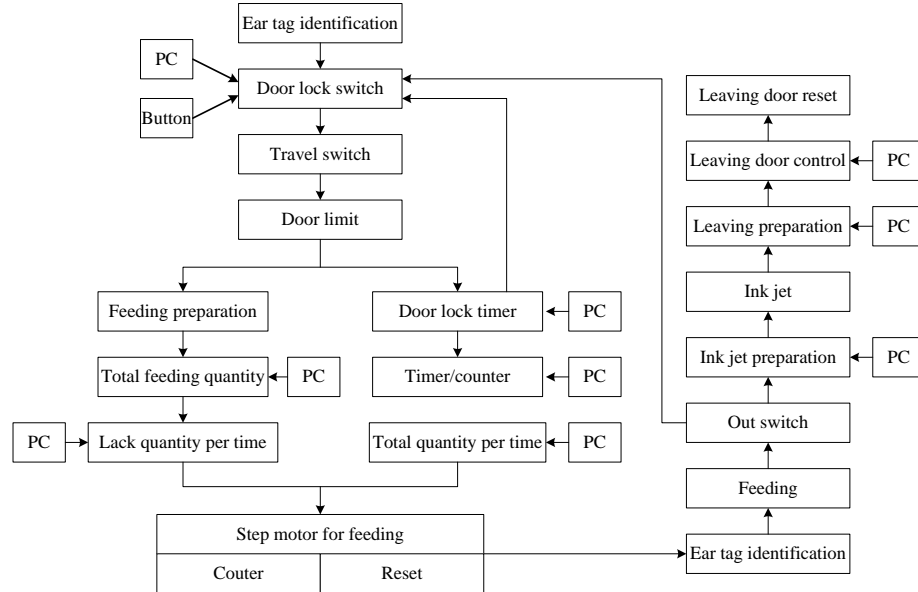 Ear tag identification
PC
Door lock switch
Button
Travel switch
Door limit
Feeding preparation
Door lock timer
PC
Total feeding quantity
PC
Timer/counter
PC
PC
Lack quantity per time
Total quantity per time
PC
Step motor for feeding
Couter
Reset
Leaving door reset
Leaving door control
PC
Leaving preparation
PC
Ink jet
Ink jet preparation
PC
Out switch
Feeding
Ear tag identification